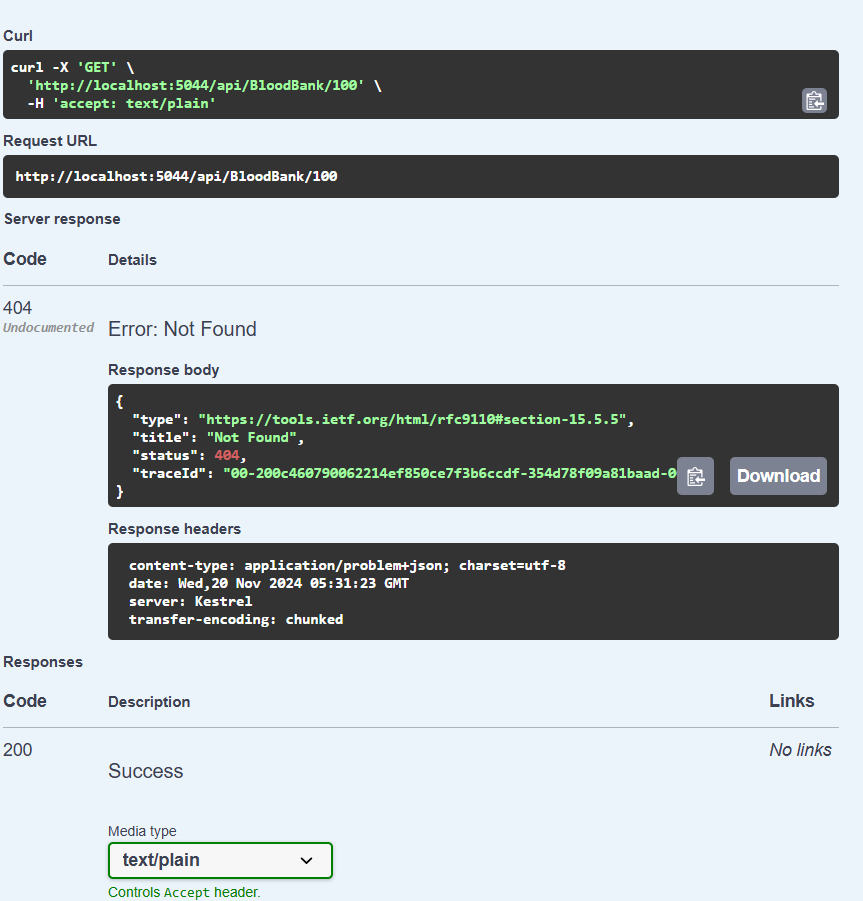 Curl
curl -X 'GET' \
  'http://localhost:5044/api/BloodBank/100' \
  -H 'accept: text/plain'
Request URL
http://localhost:5044/api/BloodBank/100
Server response
Code Details
404
Undocumented Error: Not Found
Response body
{
  "type": "https://tools.ietf.org/html/rfc9110#section-15.5.5",
  "title": "Not Found",
  "status": 404,
  "traceId": "00-200c460790062214ef850ce7f3b6ccdf-354d78f09a81baad-0
}
Download
Response headers
content-type: application/problem+json; charset=utf-8
date: Wed,20 Nov 2024 05:31:23 GMT
server: Kestrel
transfer-encoding: chunked
Responses
Code Description Links
200 No links
Success
Media type
text/plain
Controls Accept header.